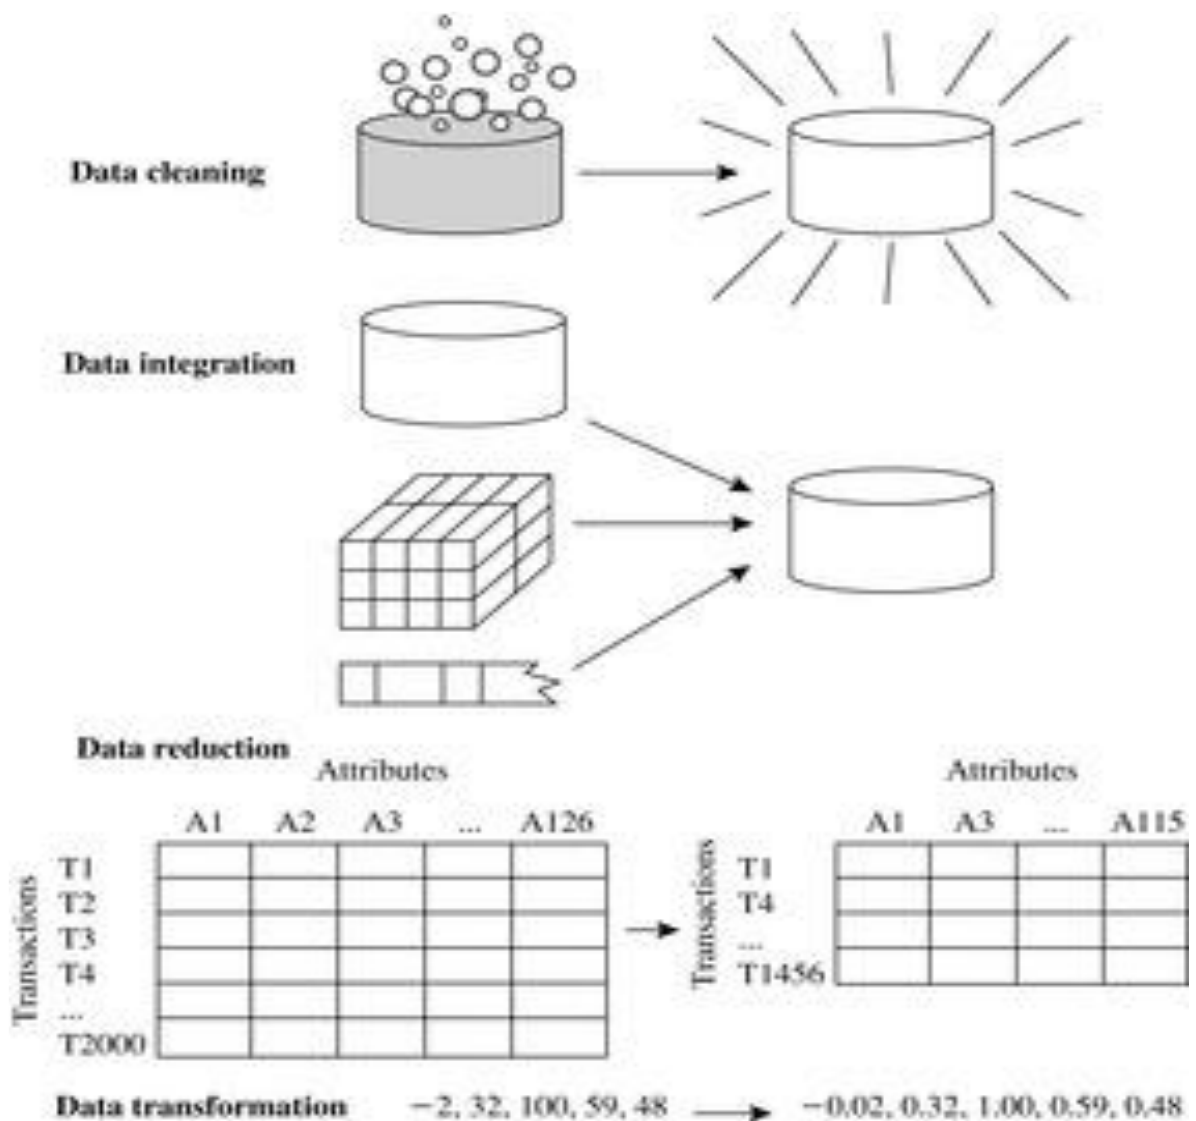 Data cleaning
Data integration
Data reduction
Attributes
A1 A2 A3 ... A126
Transactions
T1
T2
T3
T4
...
T2000
Attributes
A1 A3 ... A115
Transactions
T1
T4
...
T1456
Data transformation −2, 32, 100, 59, 48 −0.02, 0.32, 1.00, 0.59, 0.48